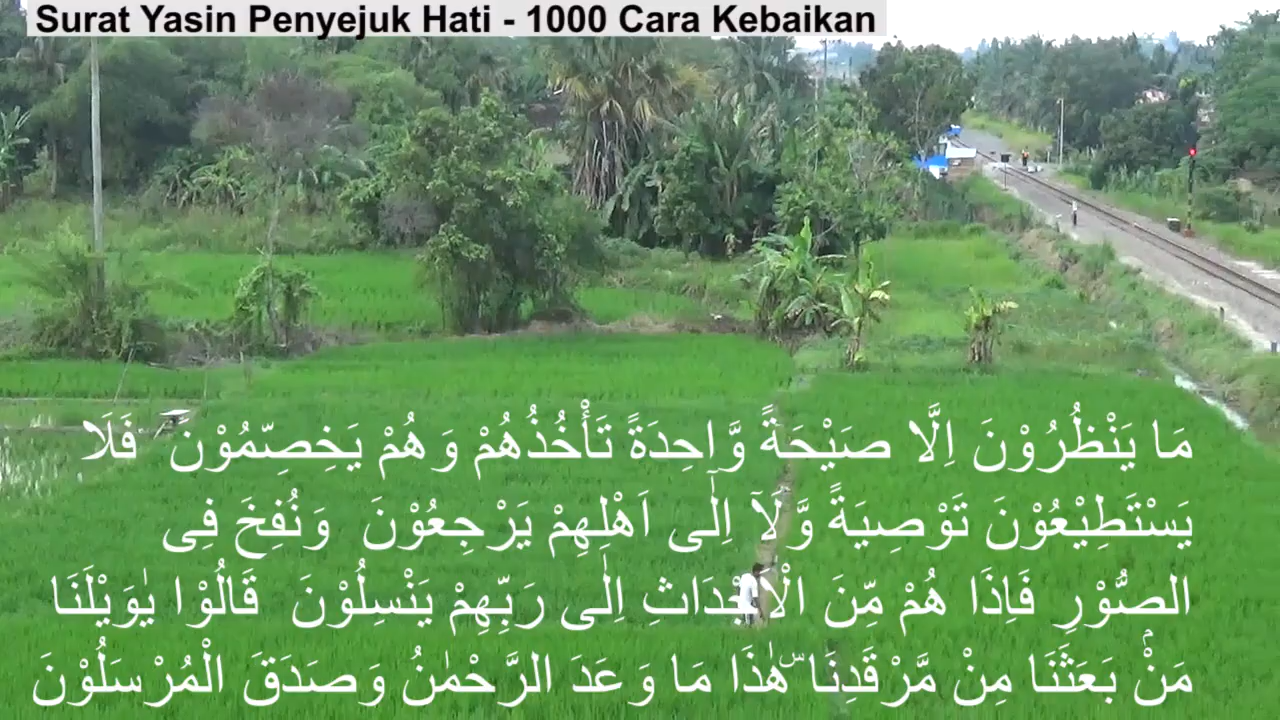 Surat Yasin Penyejuk Hati - 1000 Cara Kebaikan
مَا يَنْظُرُوْنَ اِلَّا صَيْحَةً وَّاحِدَةً تَأْخُذُهُمْ وَهُمْ يَخِصِّمُوْنَ فَلَا
يَسْتَطِيْعُوْنَ تَوْصِيَةً وَّلَآ اِلٰٓى اَهْلِهِمْ يَرْجِعُوْنَ وَنُفِخَ فِى
الصُّوْرِ فَاِذَا هُمْ مِّنَ الْاَجْدَاثِ اِلٰى رَبِّهِمْ يَنْسِلُوْنَ قَالُوْا يٰوَيْلَنَا
مَنْۢ بَعَثَنَا مِنْ مَّرْقَدِنَا ۜهٰذَا مَا وَعَدَ الرَّحْمٰنُ وَصَدَقَ الْمُرْسَلُوْنَ